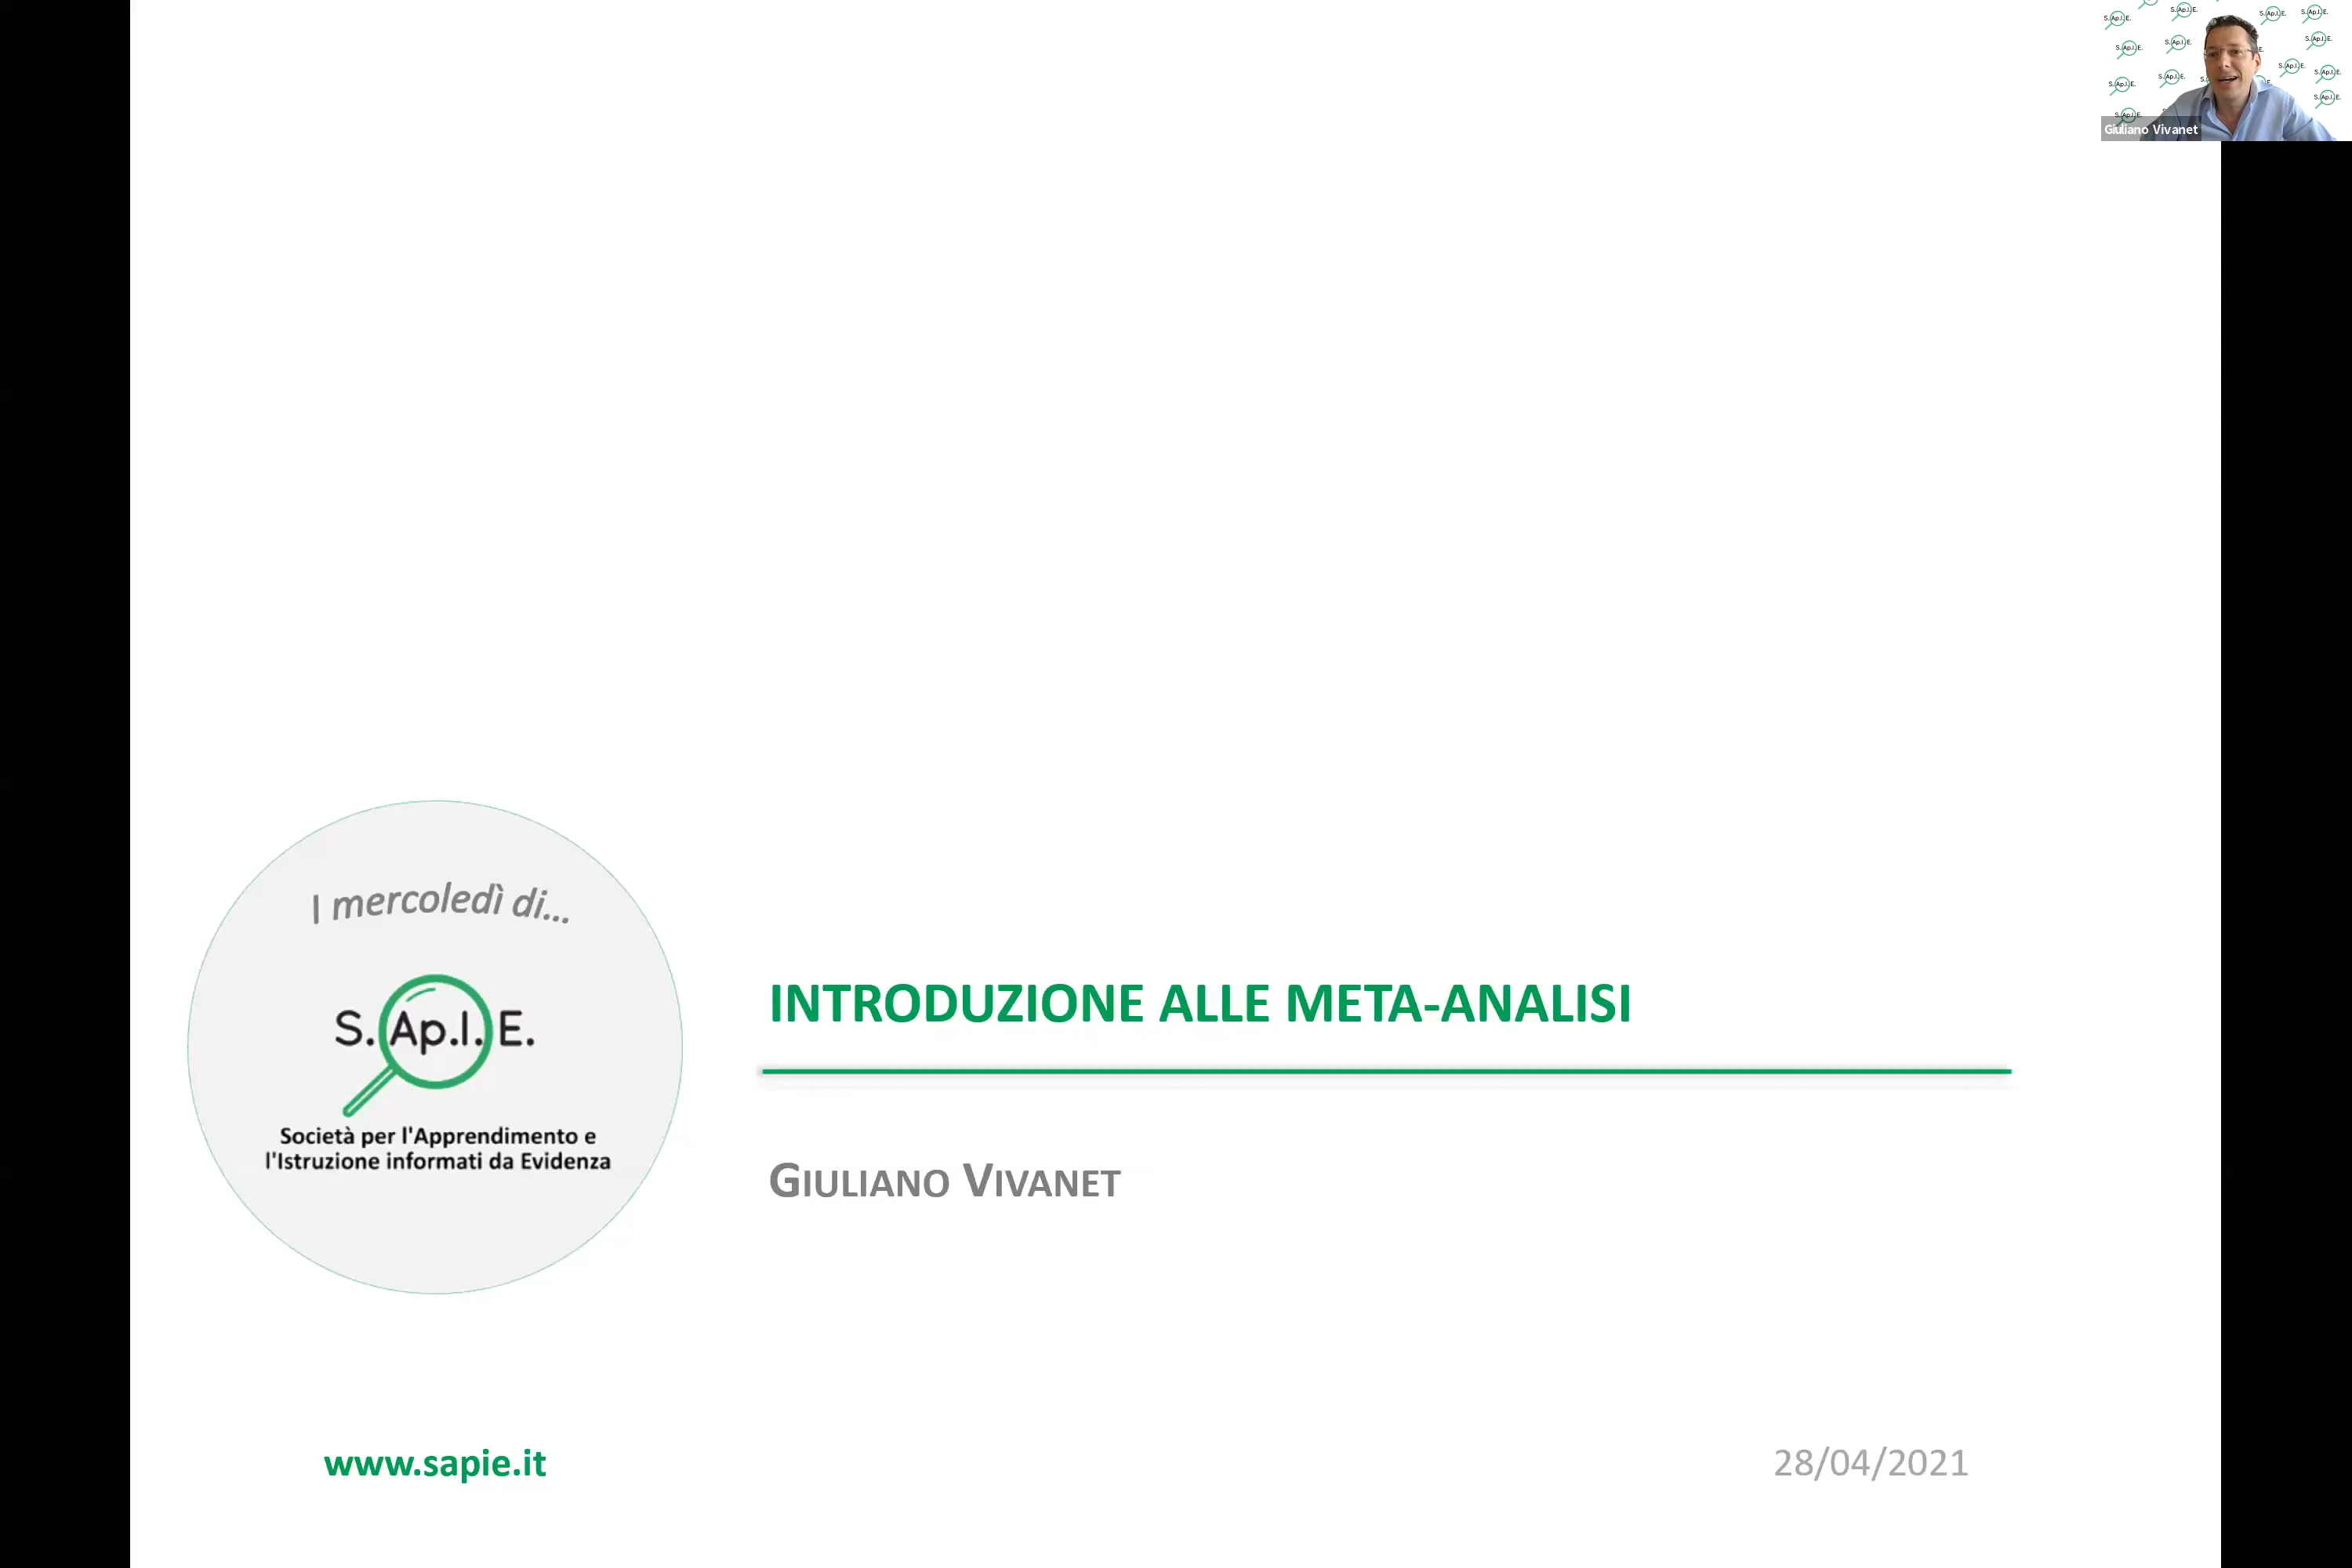 Giuliano Vivanet
I mercoledì di...
S.Ap.I.E.
Società per l'Apprendimento e
l'Istruzione informati da Evidenza
INTRODUZIONE ALLE META-ANALISI
GIULIANO VIVANET
www.sapie.it
28/04/2021